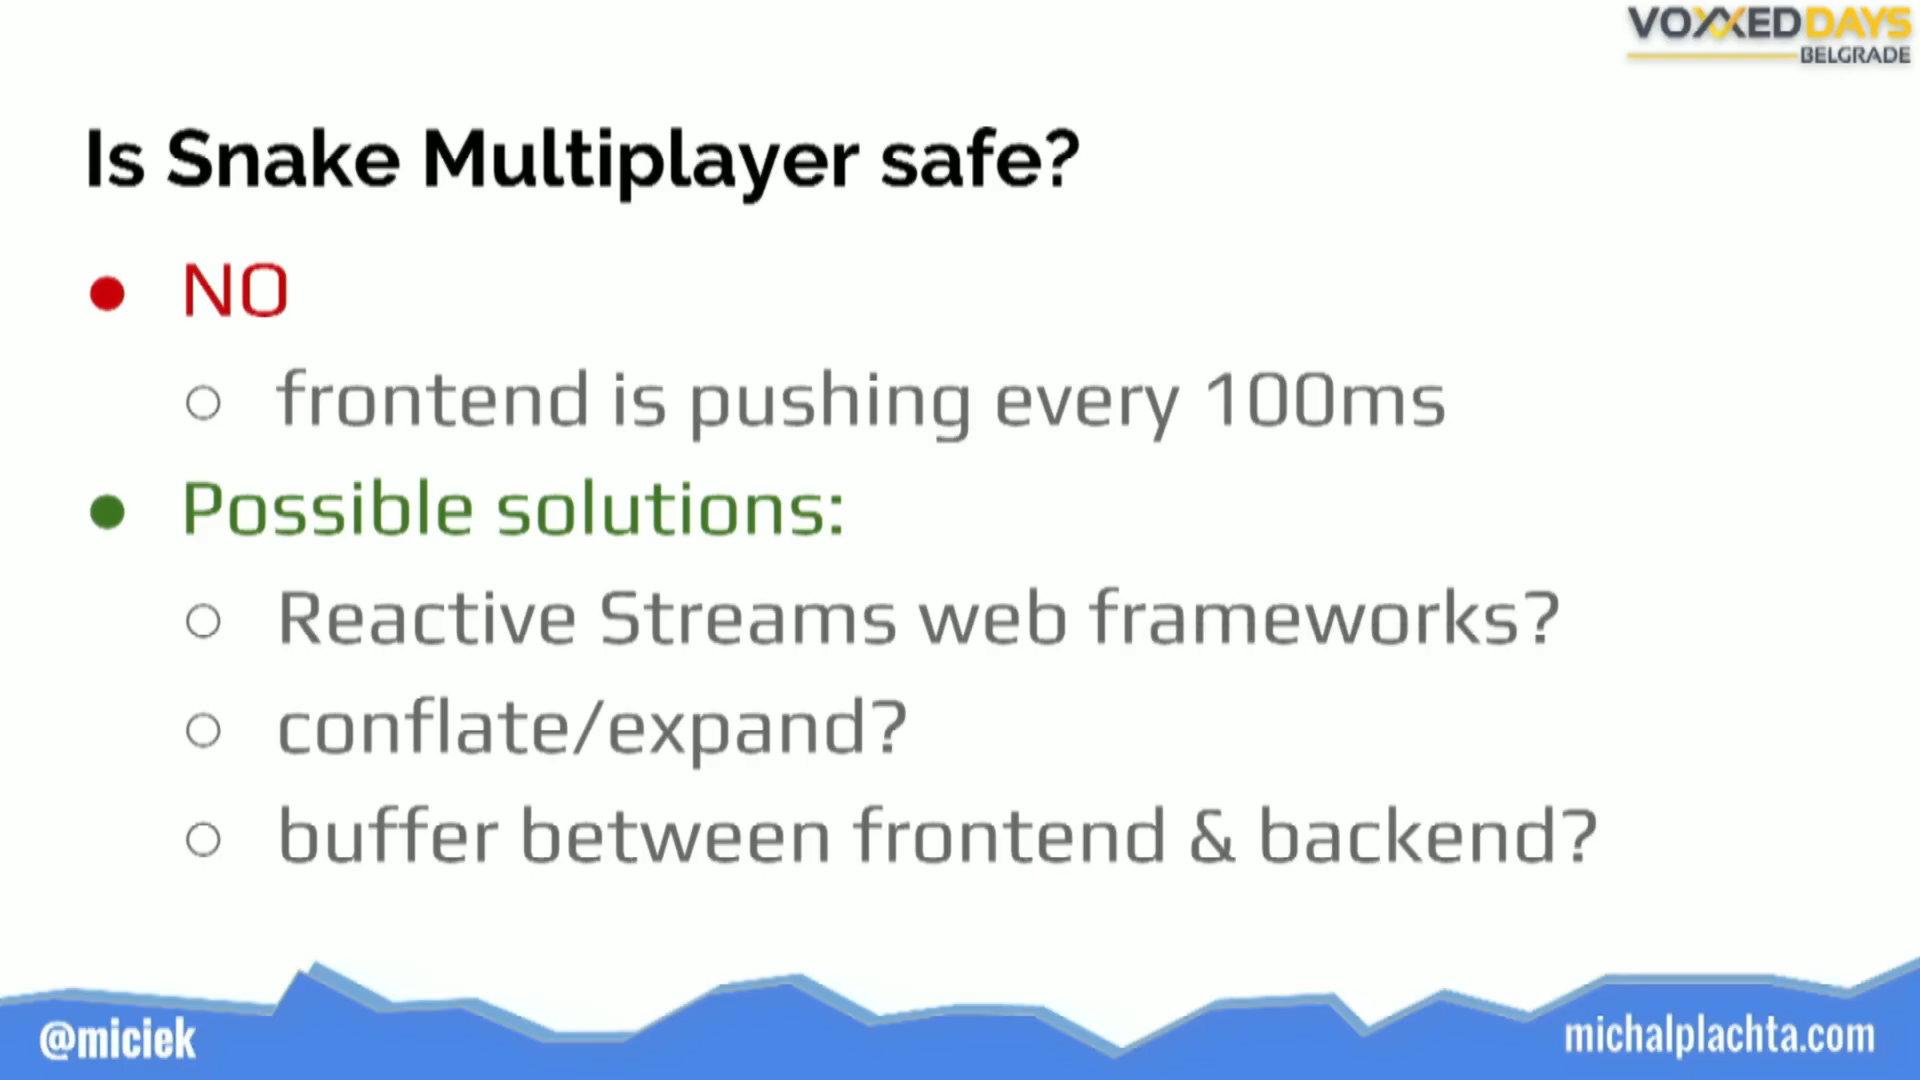 VOXXED DAYS
BELGRADE
Is Snake Multiplayer safe?
● NO
○ frontend is pushing every 100ms
● Possible solutions:
○ Reactive Streams web frameworks?
○ conflate/expand?
○ buffer between frontend & backend?
@miciek
michalplachta.com